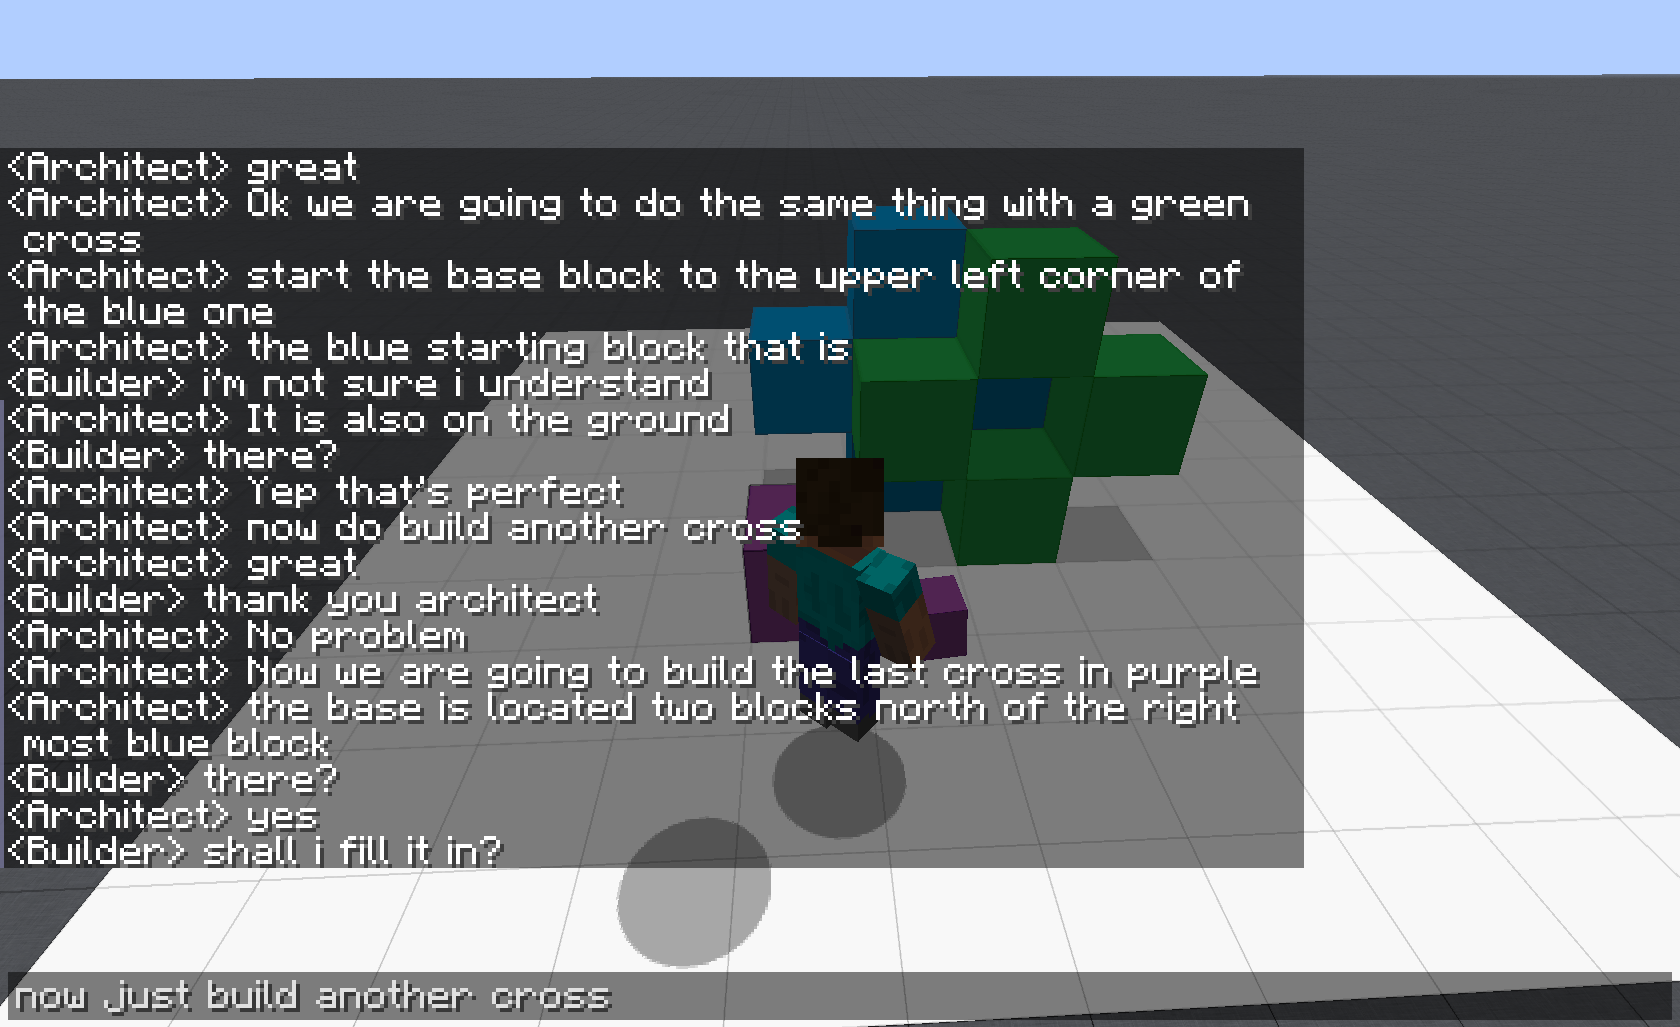 <Architect> great
<Architect> Ok we are going to do the same thing with a green
cross
<Architect> start the base block to the upper left corner of
the blue one
<Architect> the blue starting block that is
<Builder> i'm not sure i understand
<Architect> It is also on the ground
<Builder> there?
<Architect> Yep that's perfect
<Architect> now do build another cross
<Architect> great
<Builder> thank you architect
<Architect> No problem
<Architect> Now we are going to build the last cross in purple
<Architect> the base is located two blocks north of the right
most blue block
<Builder> there?
<Architect> yes
<Builder> shall i fill it in?
now just build another cross